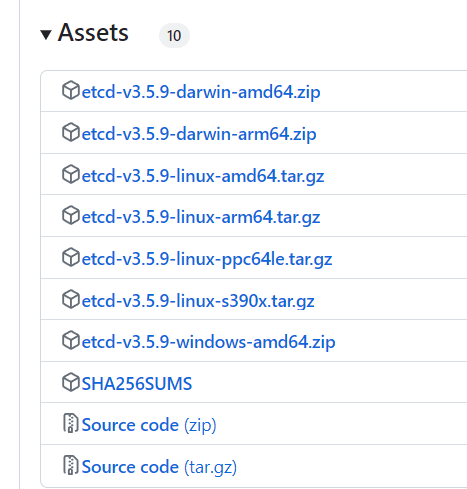 Assets 10
etcd-v3.5.9-darwin-amd64.zip
etcd-v3.5.9-darwin-arm64.zip
etcd-v3.5.9-linux-amd64.tar.gz
etcd-v3.5.9-linux-arm64.tar.gz
etcd-v3.5.9-linux-ppc64le.tar.gz
etcd-v3.5.9-linux-s390x.tar.gz
etcd-v3.5.9-windows-amd64.zip
SHA256SUMS
Source code (zip)
Source code (tar.gz)